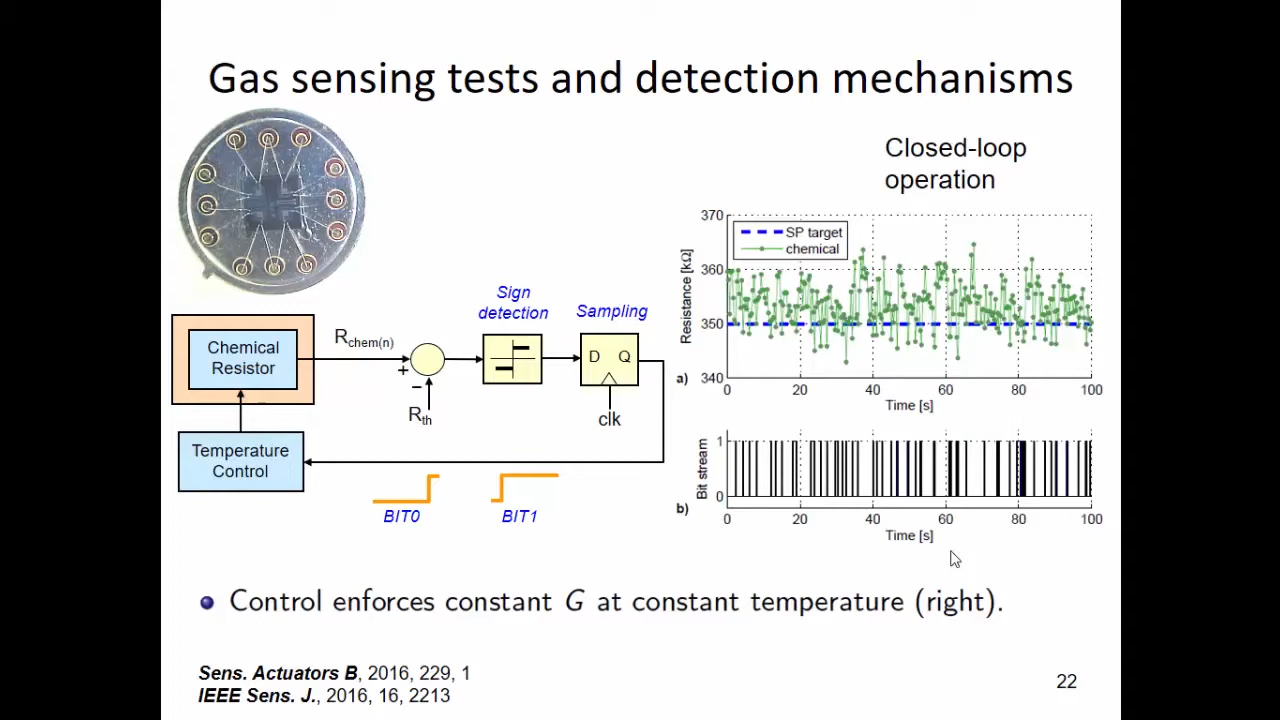 Gas sensing tests and detection mechanisms
Closed-loop
operation
Chemical
Resistor
Temperature
Control
Rchem(n)
+
−
Rth
Sign
detection
Sampling
D Q
clk
BIT0
BIT1
370
360
350
340
Resistance [kΩ]
SP target
chemical
a)
0 20 40 60 80 100
Time [s]
1
0
Bit stream
b)
0 20 40 60 80 100
Time [s]
Control enforces constant G at constant temperature (right).
Sens. Actuators B, 2016, 229, 1
IEEE Sens. J., 2016, 16, 2213
22